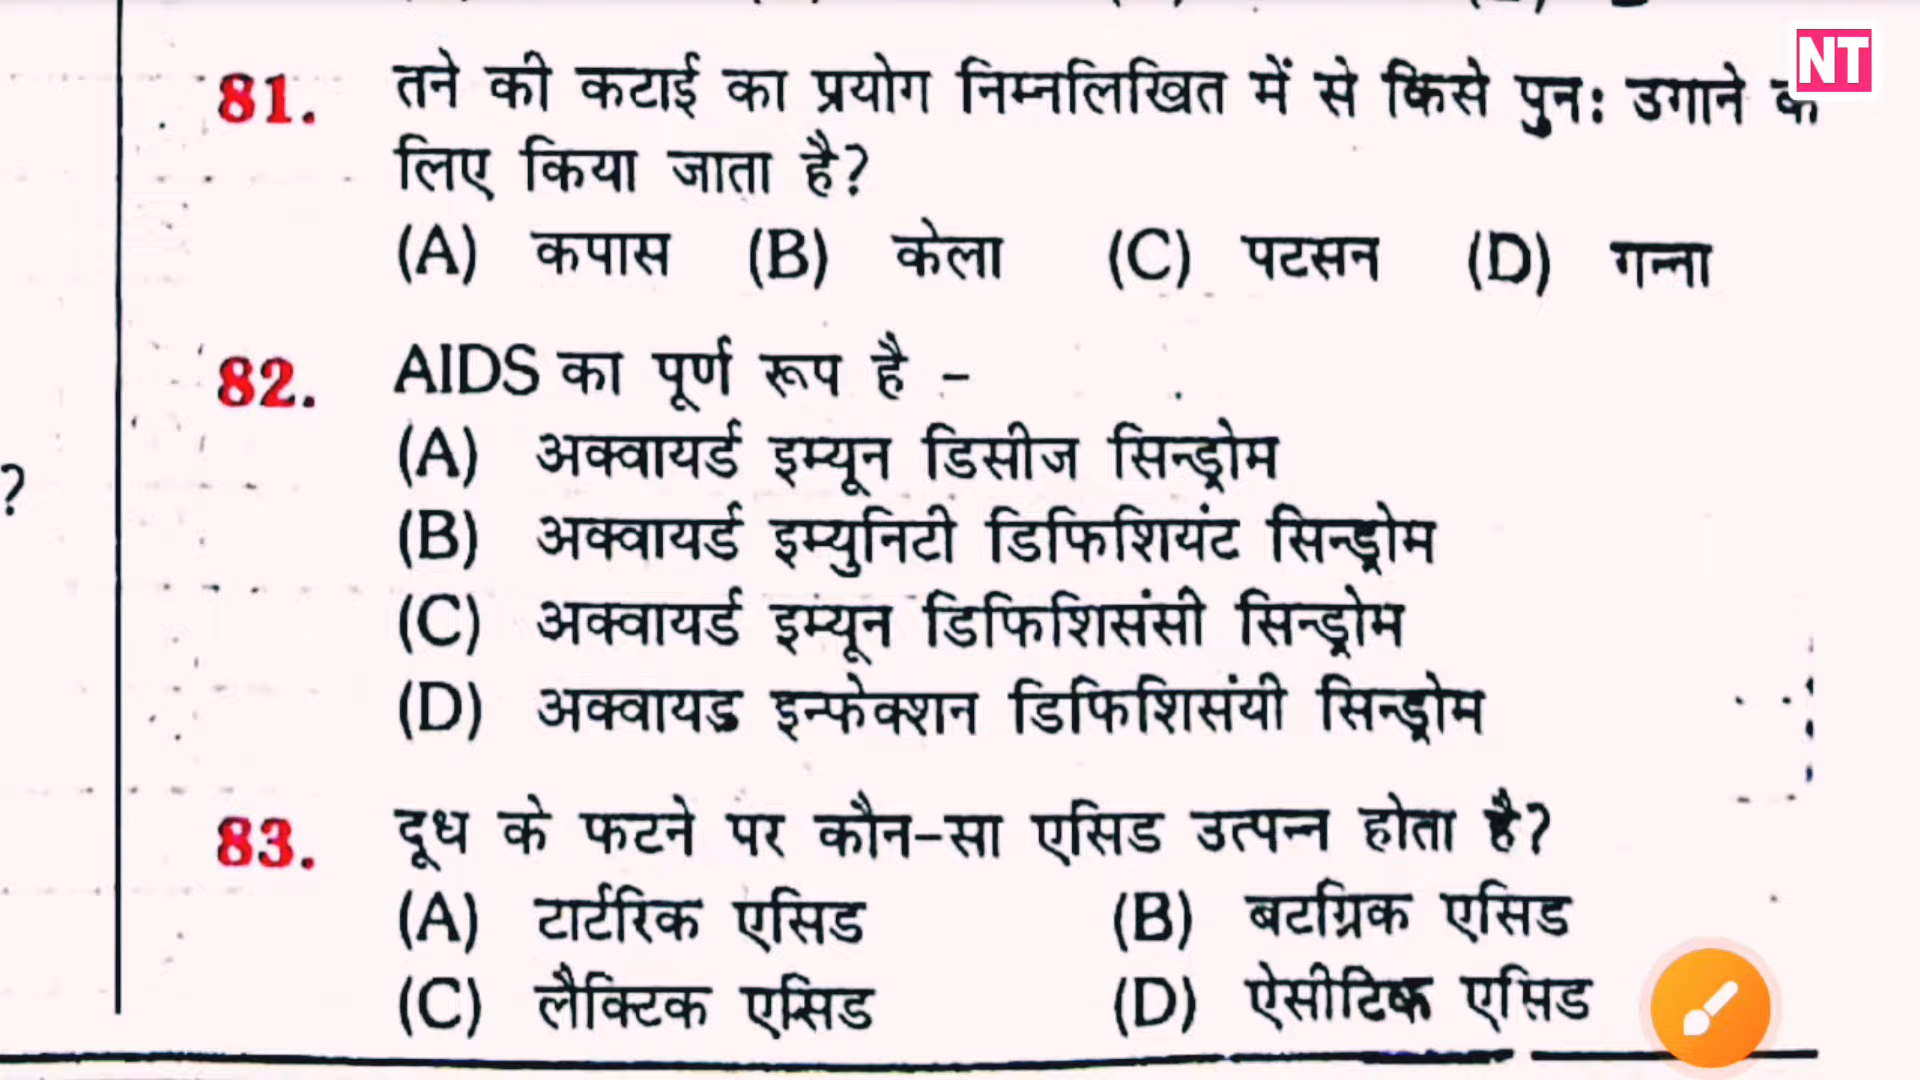 NT
81. तने की कटाई का प्रयोग निम्नलिखित में से किसे पुनः उगाने के
लिए किया जाता है?
(A) कपास (B) केला (C) पटसन (D) गन्ना
82. AIDS का पूर्ण रूप है –
(A) अक्वायर्ड इम्यून डिसीज सिन्ड्रोम
(B) अक्वायर्ड इम्युनिटी डिफिशियंट सिन्ड्रोम
?
(C) अक्वायर्ड इम्यून डिफिशिसंसी सिन्ड्रोम
(D) अक्वायड इन्फेक्शन डिफिशिसंयी सिन्ड्रोम
83. दूध के फटने पर कौन-सा एसिड उत्पन्न होता है?
(A) टार्टरिक एसिड (B) बटग्रिक एसिड
(C) लैक्टिक एसिड (D) ऐसीटिक एसिड